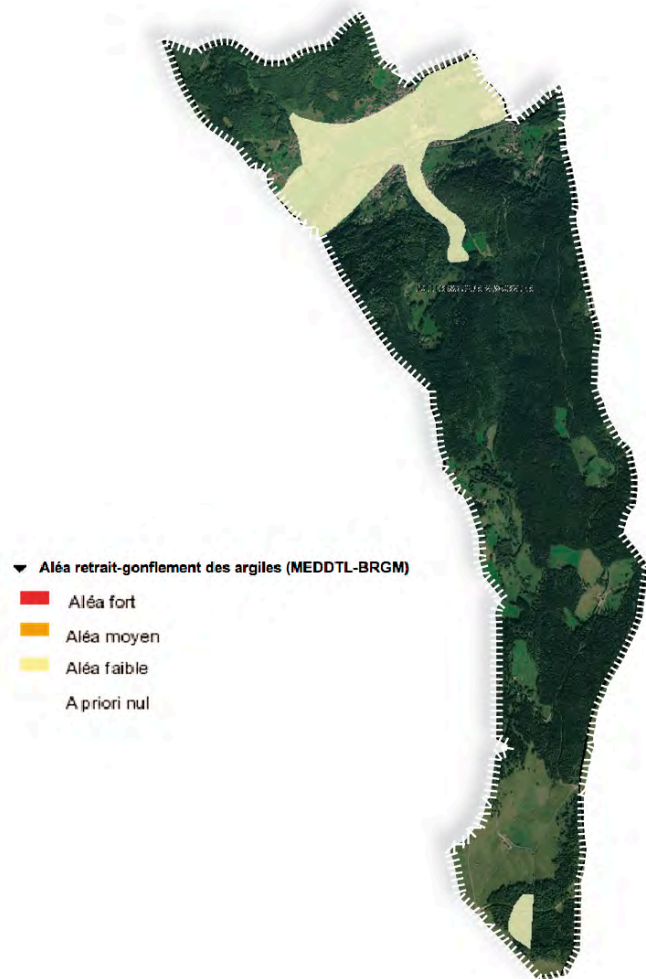 Aléa retrait-gonflement des argiles (MEDDTL-BRGM)
Aléa fort
Aléa moyen
Aléa faible
A priori nul